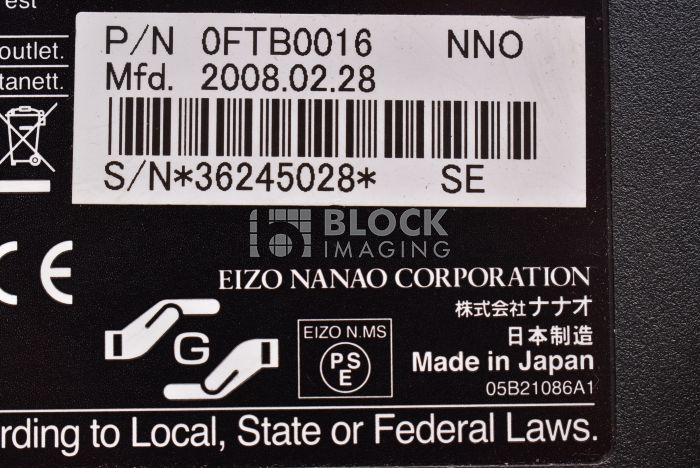 est
outlet.
tanett.
P/N 0FTB0016 NNO
Mfd. 2008.02.28
S/N*36245028* SE
BLOCK
IMAGING
CE
EIZO NANAO CORPORATION
株式会社ナナオ
日本制造
G
EIZO N.MS
PS
E
Made in Japan
05B21086A1
rding to Local, State or Federal Laws.